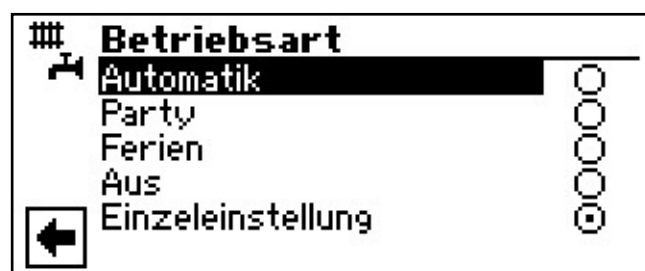 Betriebsart
Automatik
Party
Ferien
Aus
Einzeleinstellung